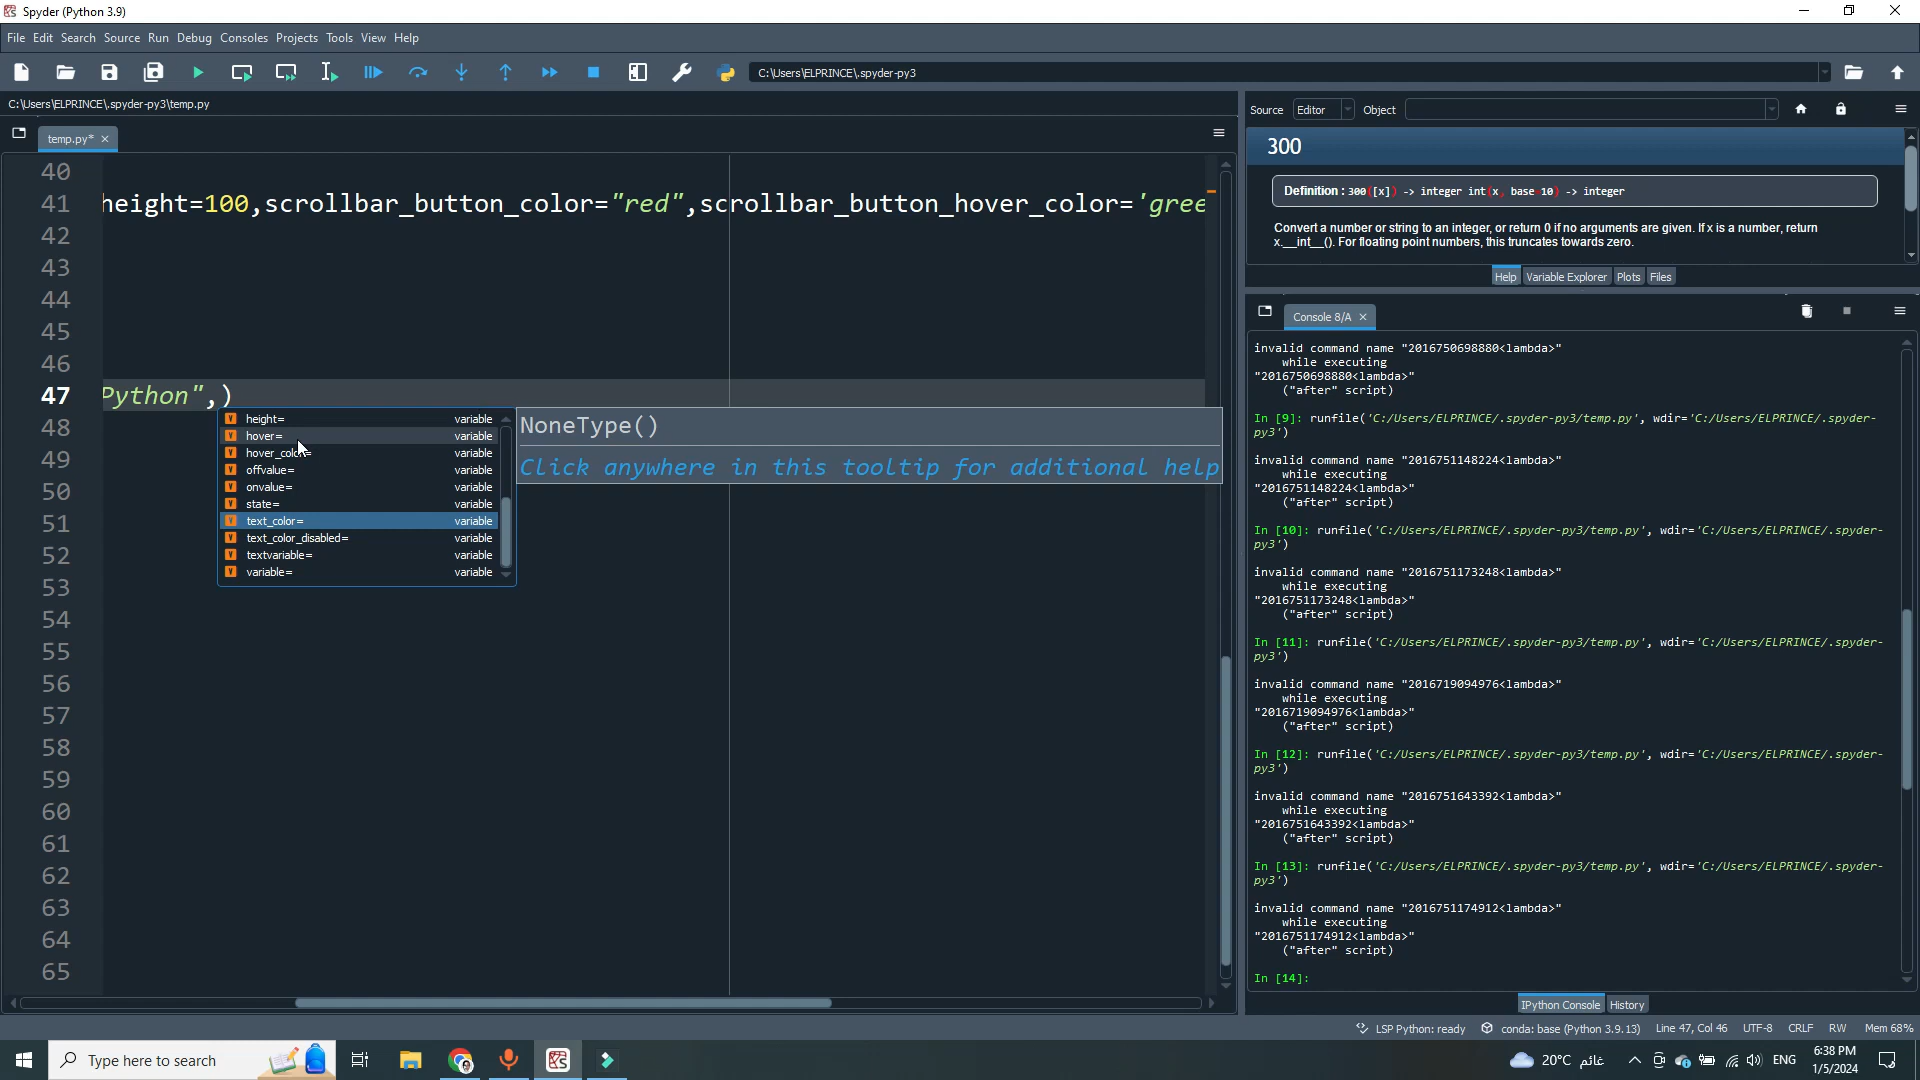 Spyder (Python 3.9)
File Edit Search Source Run Debug Consoles Projects Tools View Help
C:\Users\ELPRINCE\.spyder-py3
C:\Users\ELPRINCE\.spyder-py3\temp.py
temp.py*
40
41 height=100,scrollbar_button_color="red",scrollbar_button_hover_color='gree
42
43
44
45
46
47 Python",)
48
49
50
51
52
53
54
55
56
57
58
59
60
61
62
63
64
65
height= variable
hover= variable
hover_color= variable
offvalue= variable
onvalue= variable
state= variable
text_color= variable
text_color_disabled= variable
textvariable= variable
variable= variable
NoneType()
Click anywhere in this tooltip for additional help
Source Editor Object
300
Definition : 300([x]) -> integer int(x, base=10) -> integer
Convert a number or string to an integer, or return 0 if no arguments are given. If x is a number, return
x.__int__(). For floating point numbers, this truncates towards zero.
Help Variable Explorer Plots Files
Console 8/A
invalid command name "2016750698880<lambda>"
while executing
"2016750698880<lambda>"
("after" script)
In [9]: runfile('C:/Users/ELPRINCE/.spyder-py3/temp.py', wdir='C:/Users/ELPRINCE/.spyder-
py3')
invalid command name "2016751148224<lambda>"
while executing
"2016751148224<lambda>"
("after" script)
In [10]: runfile('C:/Users/ELPRINCE/.spyder-py3/temp.py', wdir='C:/Users/ELPRINCE/.spyder-
py3')
invalid command name "2016751173248<lambda>"
while executing
"2016751173248<lambda>"
("after" script)
In [11]: runfile('C:/Users/ELPRINCE/.spyder-py3/temp.py', wdir='C:/Users/ELPRINCE/.spyder-
py3')
invalid command name "2016719094976<lambda>"
while executing
"2016719094976<lambda>"
("after" script)
In [12]: runfile('C:/Users/ELPRINCE/.spyder-py3/temp.py', wdir='C:/Users/ELPRINCE/.spyder-
py3')
invalid command name "2016751643392<lambda>"
while executing
"2016751643392<lambda>"
("after" script)
In [13]: runfile('C:/Users/ELPRINCE/.spyder-py3/temp.py', wdir='C:/Users/ELPRINCE/.spyder-
py3')
invalid command name "2016751174912<lambda>"
while executing
"2016751174912<lambda>"
("after" script)
In [14]:
IPython Console History
LSP Python: ready conda: base (Python 3.9.13) Line 47, Col 46 UTF-8 CRLF RW Mem 68%
Type here to search
20°C غائم ENG
6:38 PM
1/5/2024